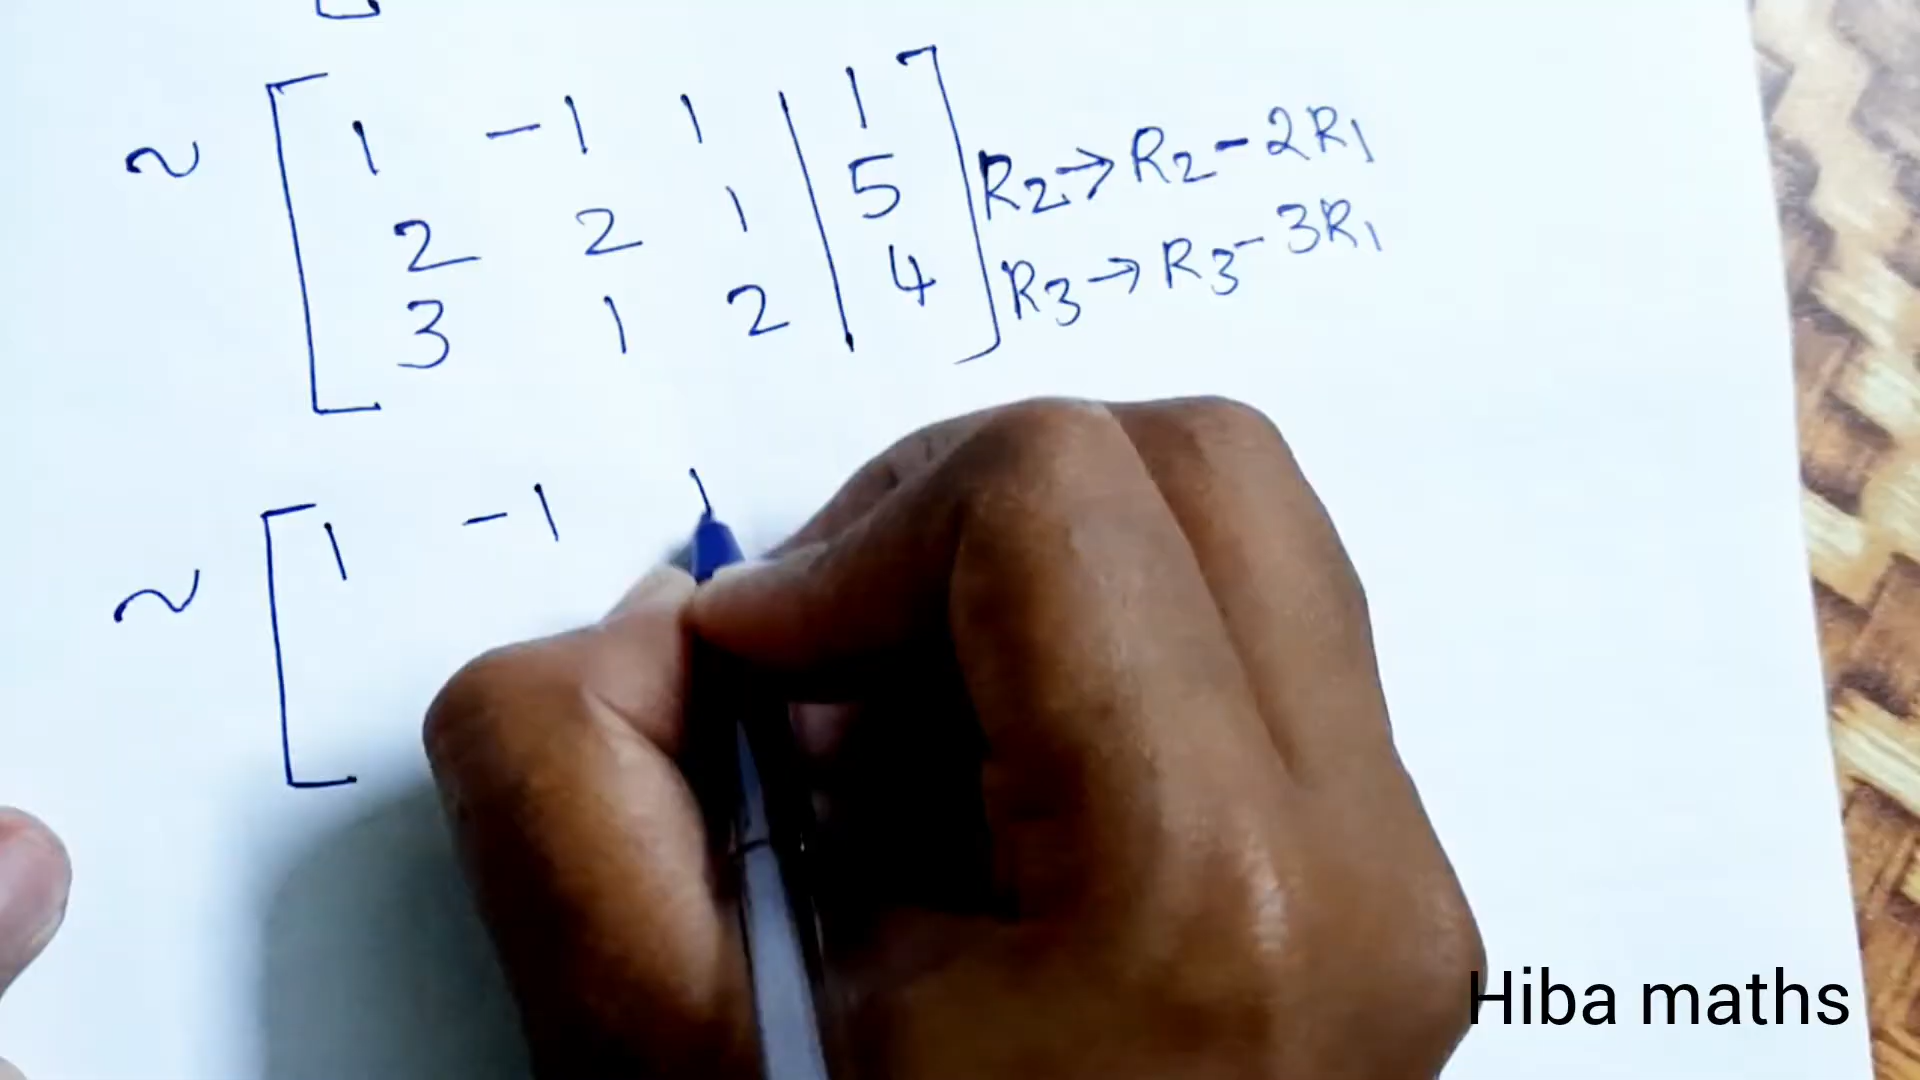 ~ [ 1 -1 1 | 1 ]
2 2 1 | 5 R2→R2-2R1
3 1 2 | 4 R3→R3-3R1
~ [ 1 -1 1
Hiba maths